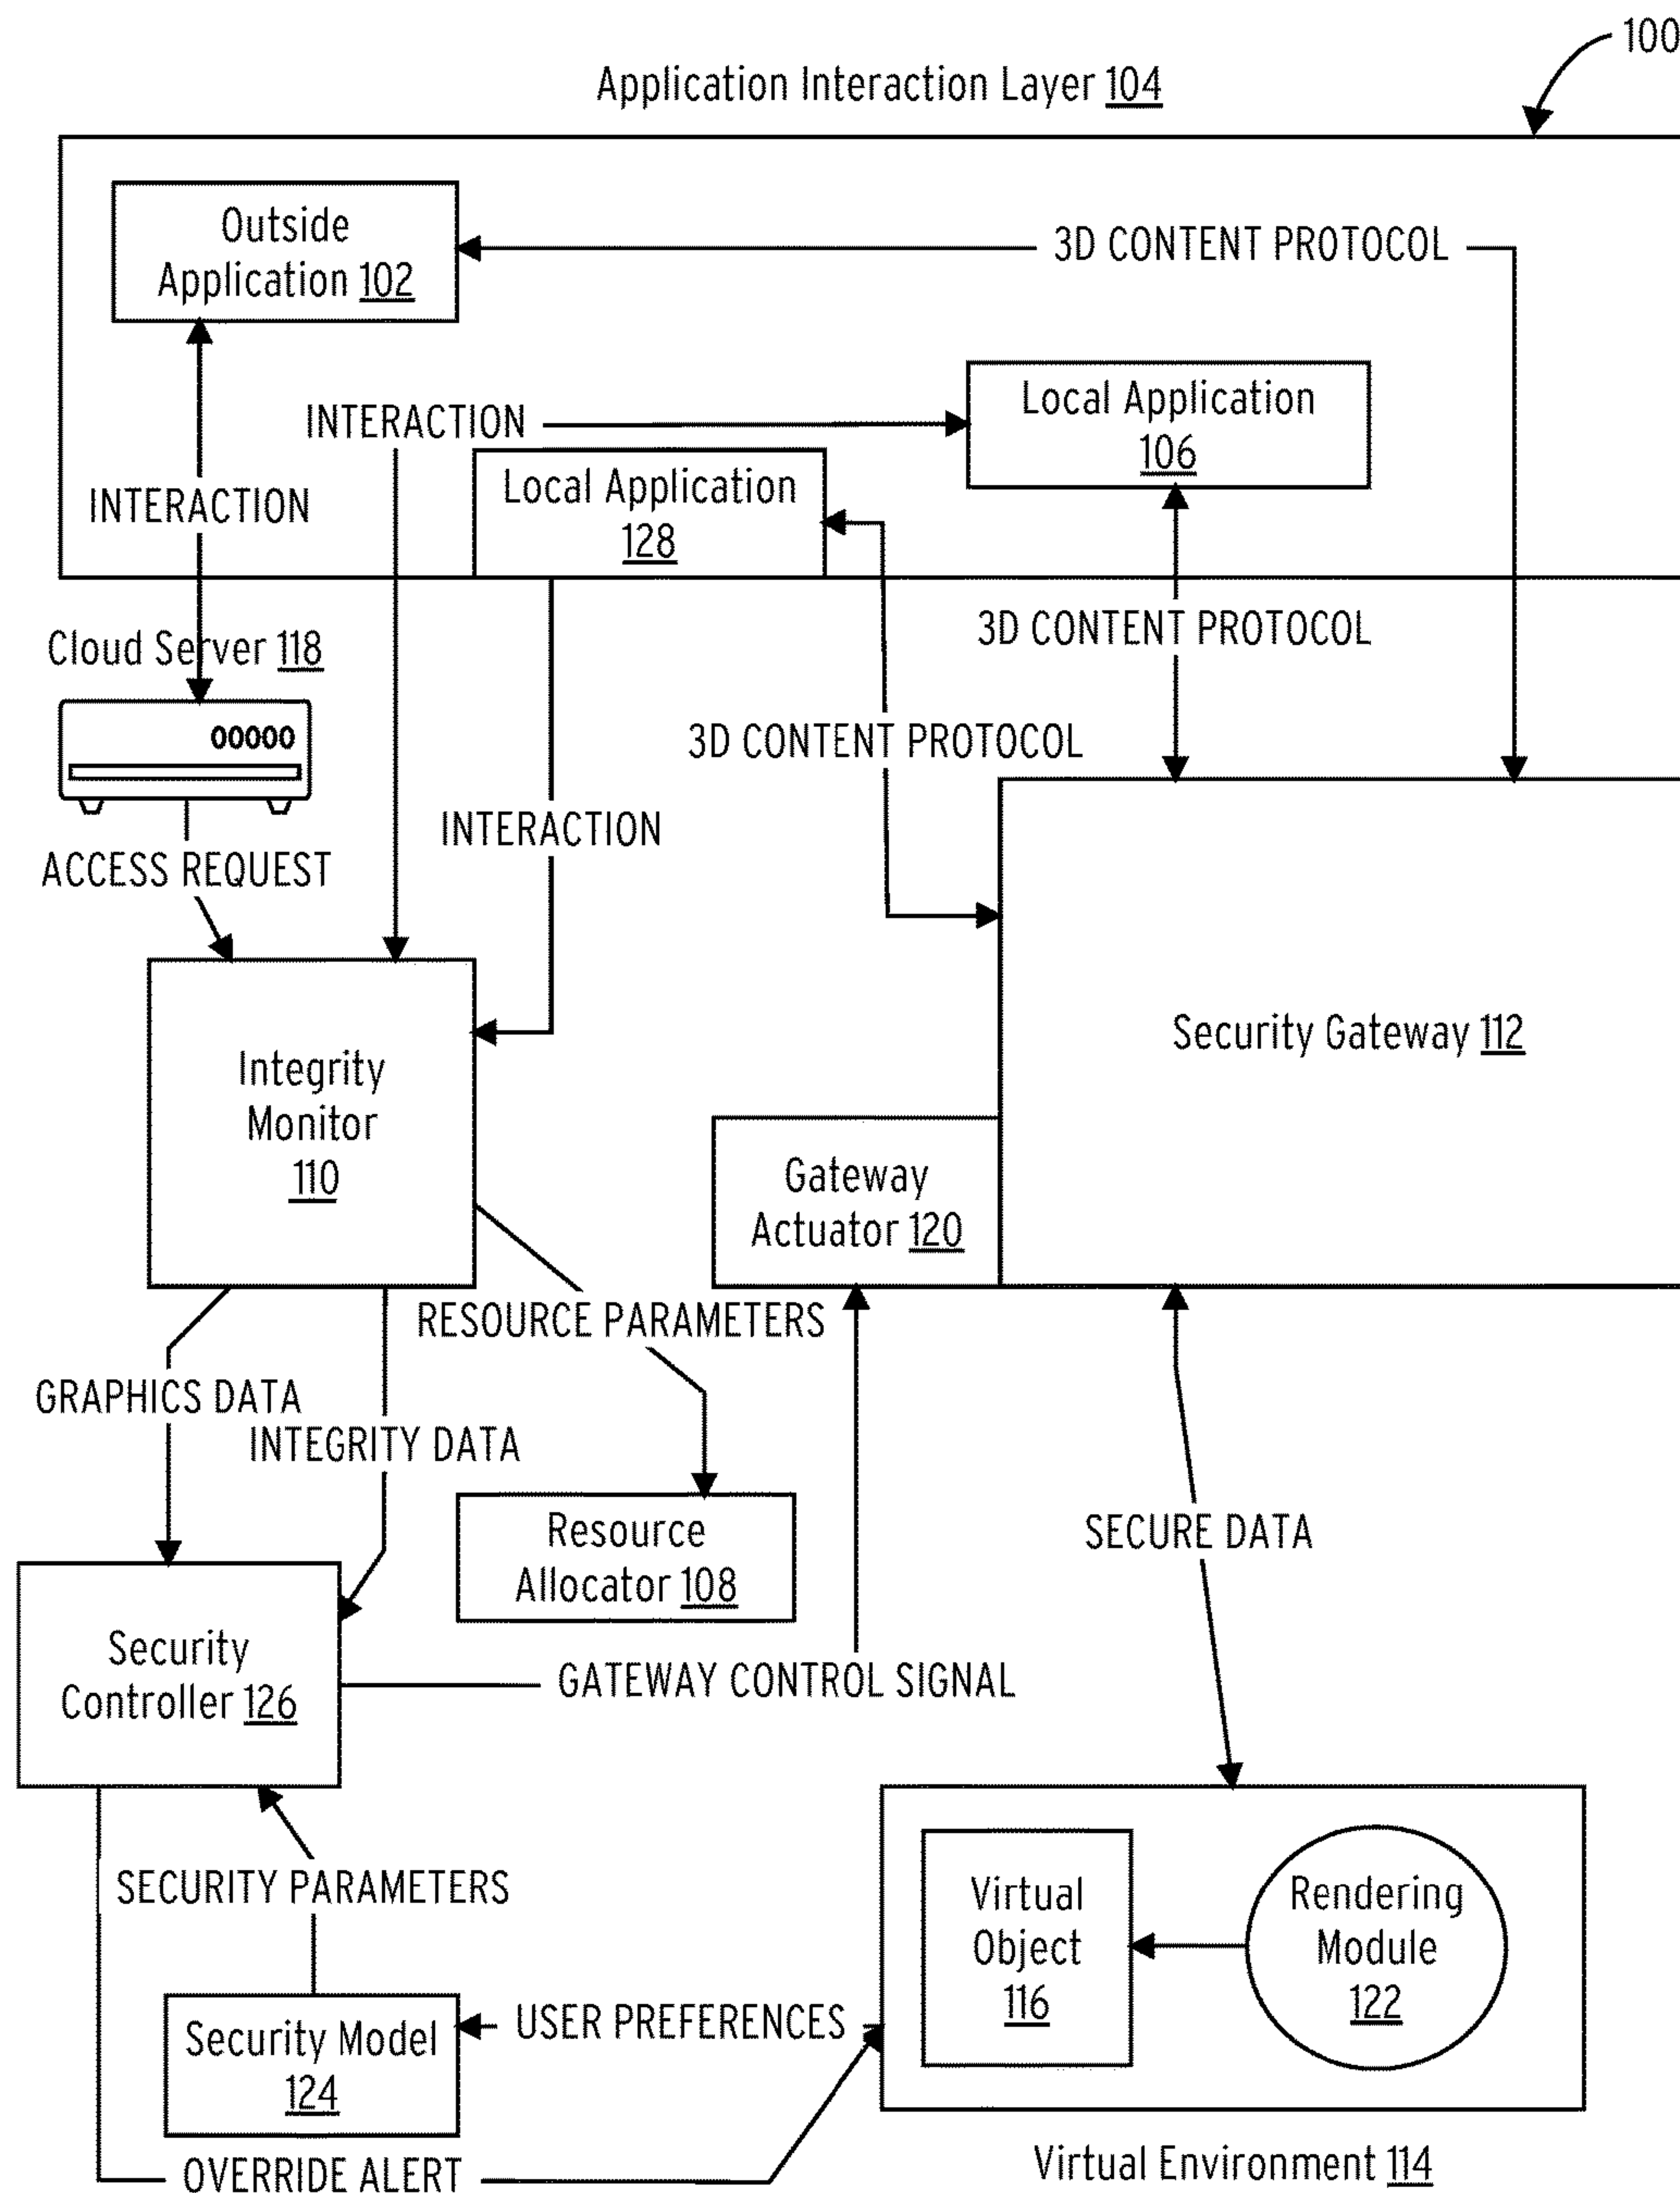 100
Application Interaction Layer 104
Outside
Application 102
3D CONTENT PROTOCOL
Local Application
106
INTERACTION
Local Application
128
INTERACTION
3D CONTENT PROTOCOL
Cloud Server 118
00000
3D CONTENT PROTOCOL
INTERACTION
ACCESS REQUEST
Integrity
Monitor
110
Security Gateway 112
Gateway
Actuator 120
RESOURCE PARAMETERS
GRAPHICS DATA
INTEGRITY DATA
Resource
Allocator 108
SECURE DATA
Security
Controller 126
GATEWAY CONTROL SIGNAL
SECURITY PARAMETERS
Virtual
Object
116
Rendering
Module
122
Security Model
124
USER PREFERENCES
OVERRIDE ALERT
Virtual Environment 114